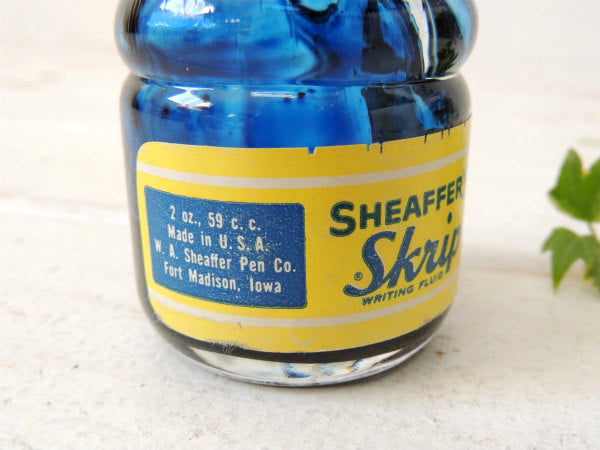 2 oz., 59 c. c.
Made in U. S. A.
W. A. Sheaffer Pen Co.
Fort Madison, Iowa
SHEAFFER
Skrip
®
WRITING FLUID